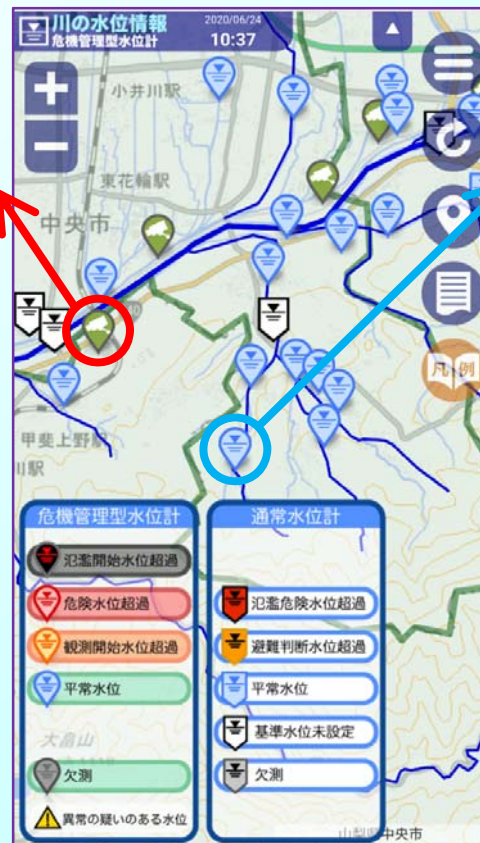 川の水位情報
危機管理型水位計
2020/06/24
10:37
小井川駅
東花輪駅
中央市
凡例
甲斐上野駅
川駅
危機管理型水位計
氾濫開始水位超過
危険水位超過
観測開始水位超過
平常水位
欠測
異常の疑いのある水位
通常水位計
氾濫危険水位超過
避難判断水位超過
平常水位
基準水位未設定
欠測
大畠山
山梨県中央市